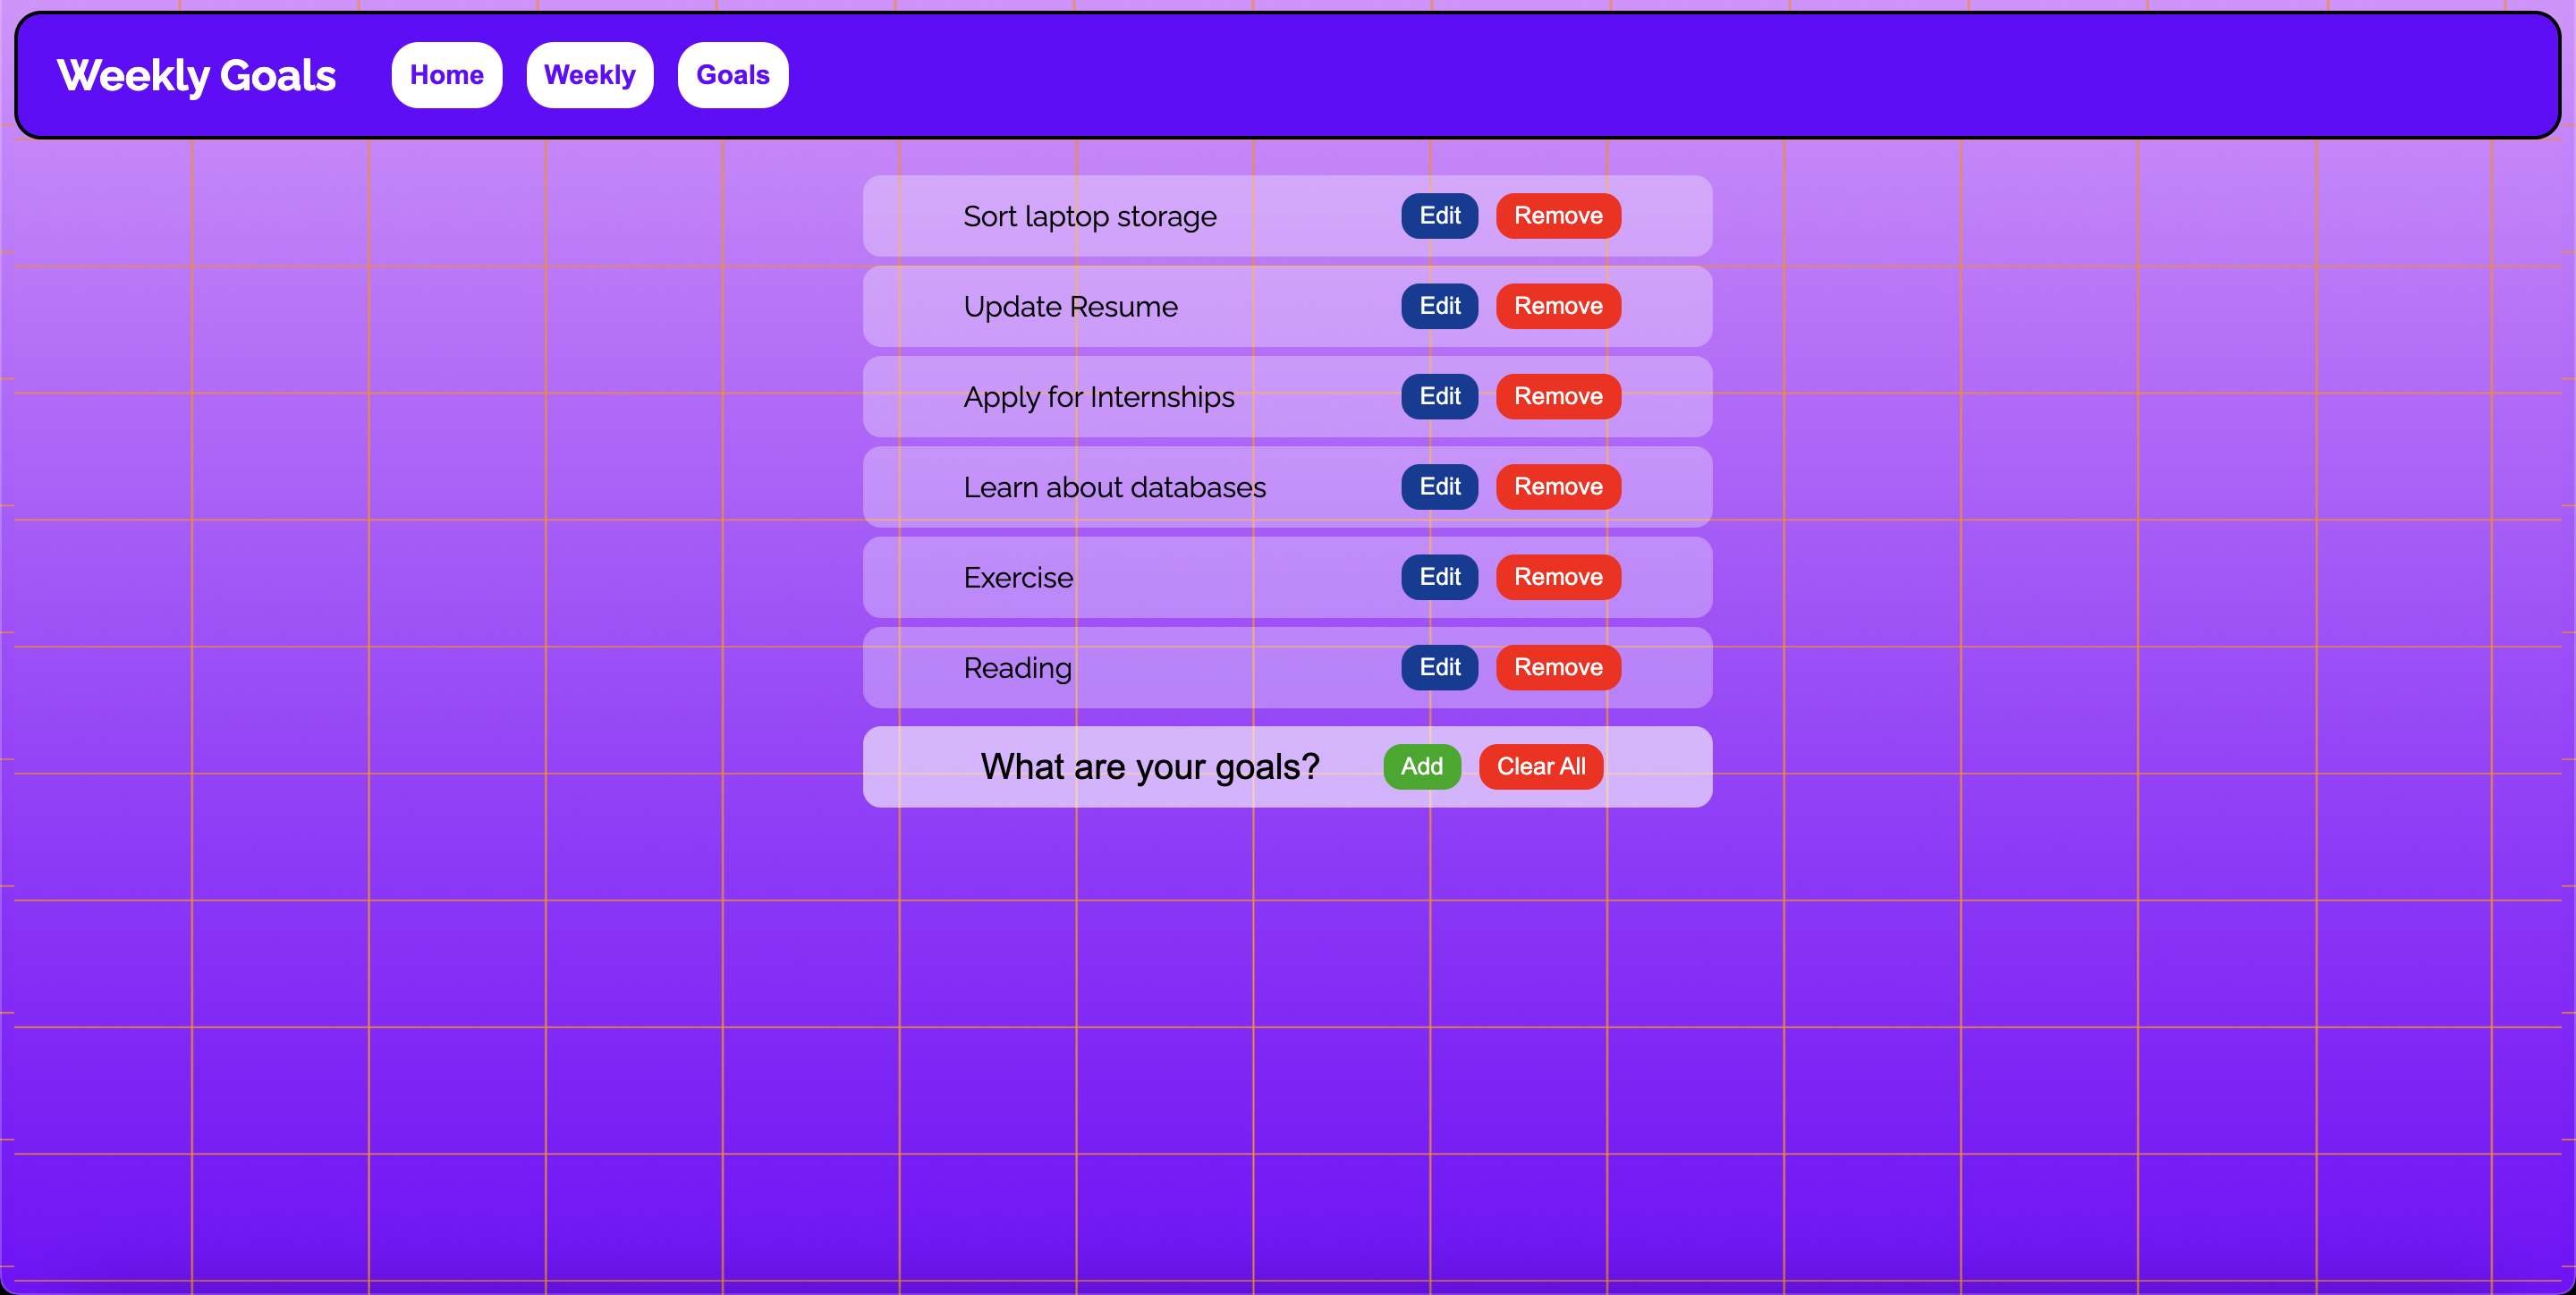 Weekly Goals Home Weekly Goals
Sort laptop storage Edit Remove
Update Resume Edit Remove
Apply for Internships Edit Remove
Learn about databases Edit Remove
Exercise Edit Remove
Reading Edit Remove
What are your goals? Add Clear All